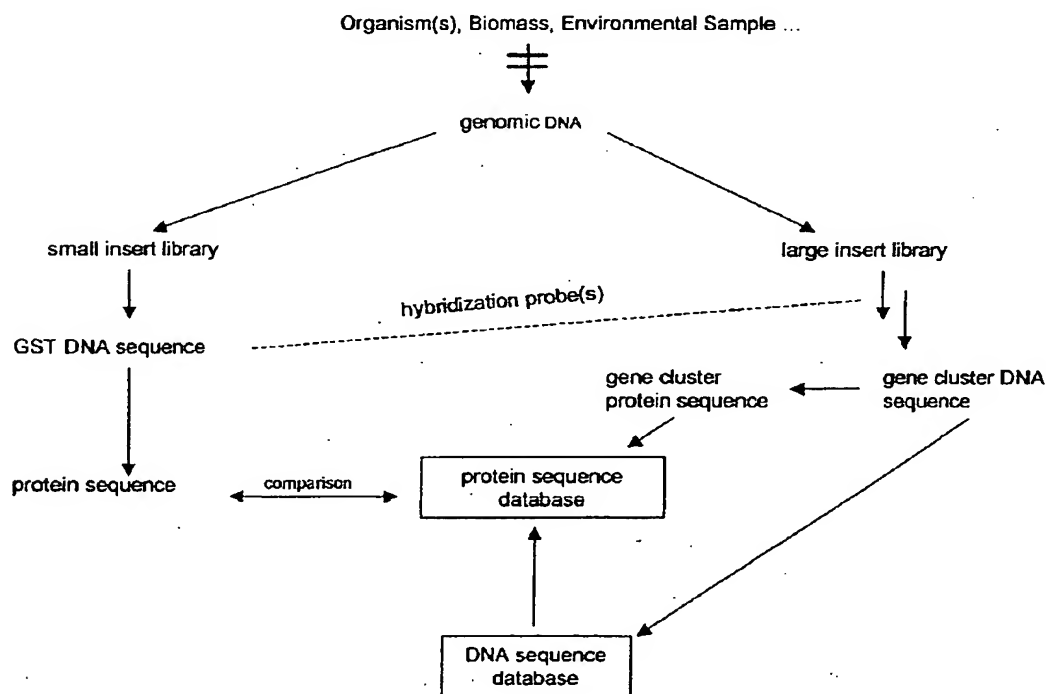 Organism(s), Biomass, Environmental Sample ...
genomic DNA
small insert library
large insert library
hybridization probe(s)
GST DNA sequence
gene cluster
protein sequence
gene cluster DNA
sequence
protein sequence
comparison
protein sequence
database
DNA sequence
database